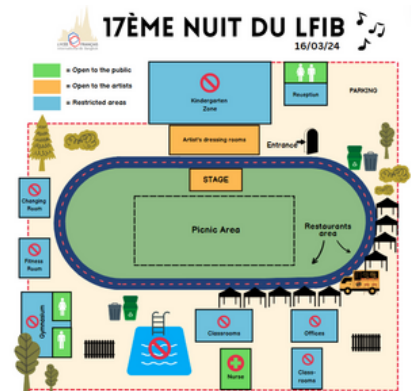 17ÈME NUIT DU LFIB
16/03/24
= Open to the public
= Open to the artists
= Restricted areas
Kindergarten
Zone
Reception
PARKING
Artist's dressing rooms
Entrance
STAGE
Changing
Room
Picnic Area
Restaurants
area
Fitness
Room
Gymnasium
Classrooms
Offices
Nurse
Class-
rooms